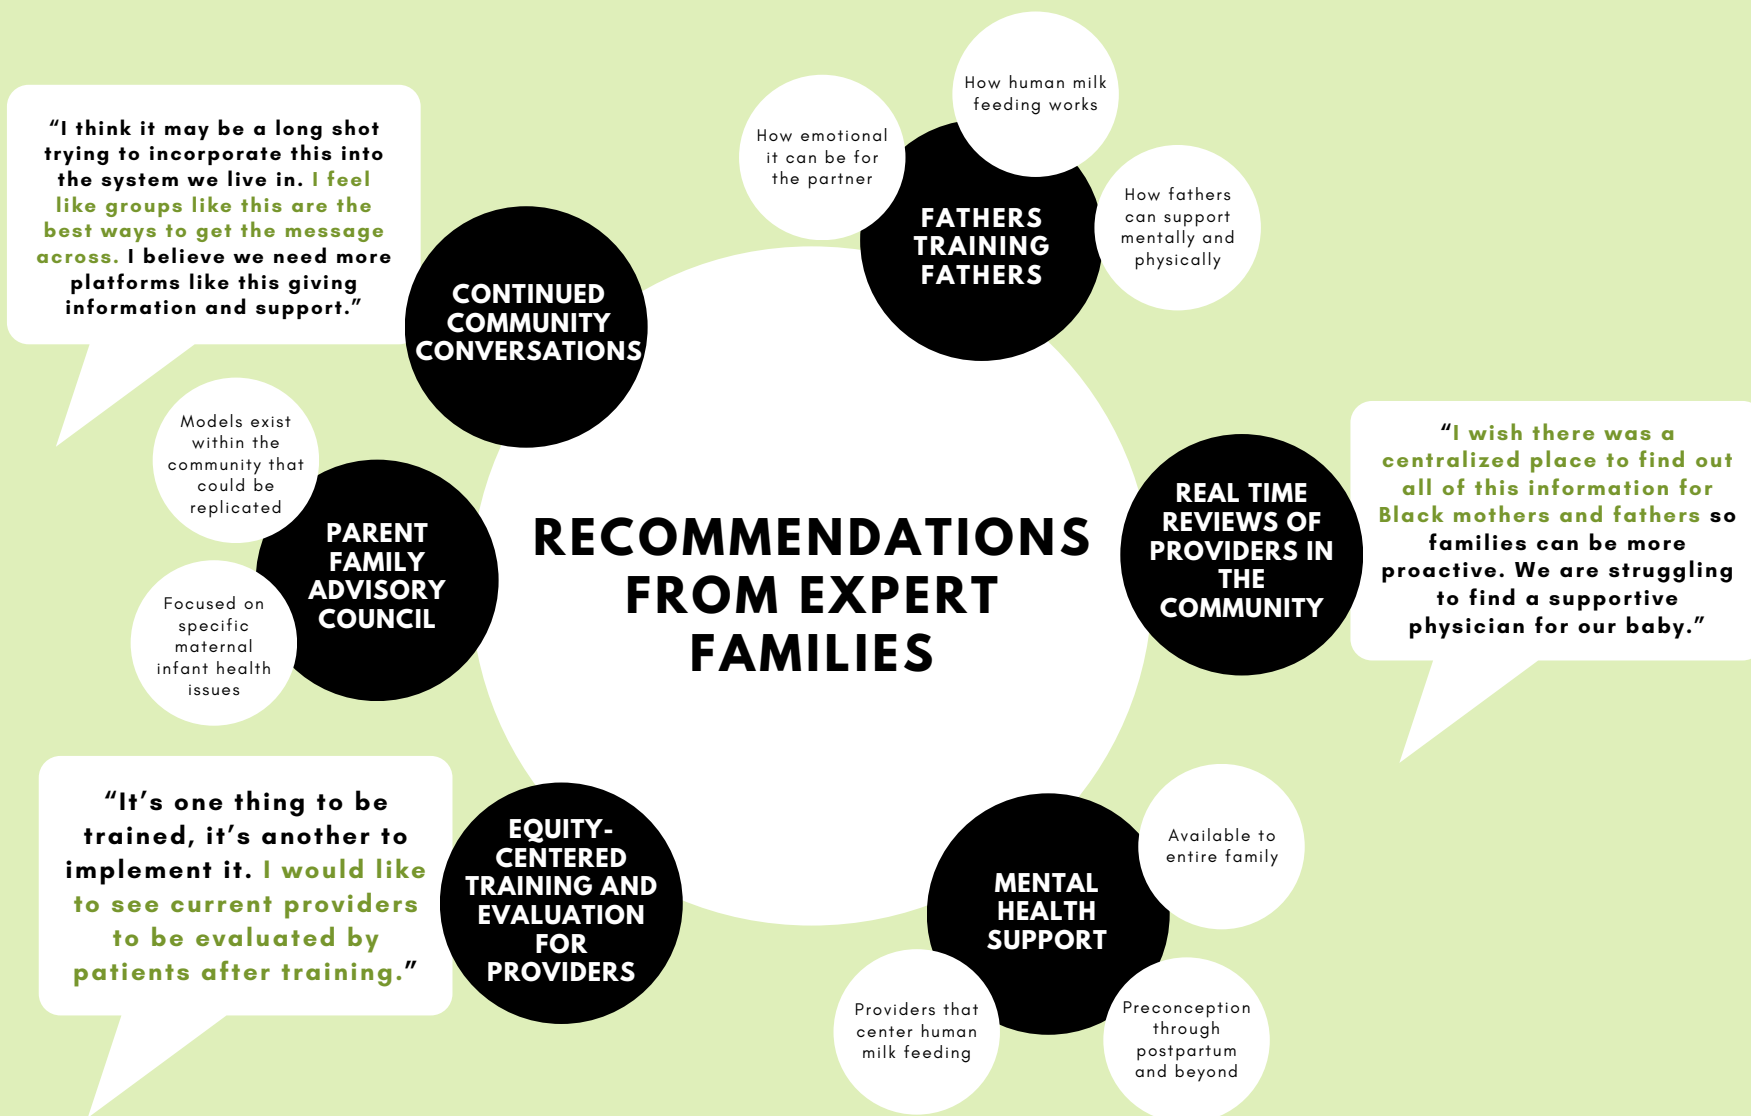 RECOMMENDATIONS
FROM EXPERT
FAMILIES
FATHERS
TRAINING
FATHERS
How emotional
it can be for
the partner
How human milk
feeding works
How fathers
can support
mentally and
physically
REAL TIME
REVIEWS OF
PROVIDERS IN
THE
COMMUNITY
“I wish there was a
centralized place to find out
all of this information for
Black mothers and fathers so
families can be more
proactive. We are struggling
to find a supportive
physician for our baby.”
MENTAL
HEALTH
SUPPORT
Available to
entire family
Preconception
through
postpartum
and beyond
Providers that
center human
milk feeding
EQUITY-
CENTERED
TRAINING AND
EVALUATION
FOR
PROVIDERS
“It’s one thing to be
trained, it’s another to
implement it. I would like
to see current providers
to be evaluated by
patients after training.”
PARENT
FAMILY
ADVISORY
COUNCIL
Focused on
specific
maternal
infant health
issues
Models exist
within the
community that
could be
replicated
CONTINUED
COMMUNITY
CONVERSATIONS
“I think it may be a long shot
trying to incorporate this into
the system we live in. I feel
like groups like this are the
best ways to get the message
across. I believe we need more
platforms like this giving
information and support.”